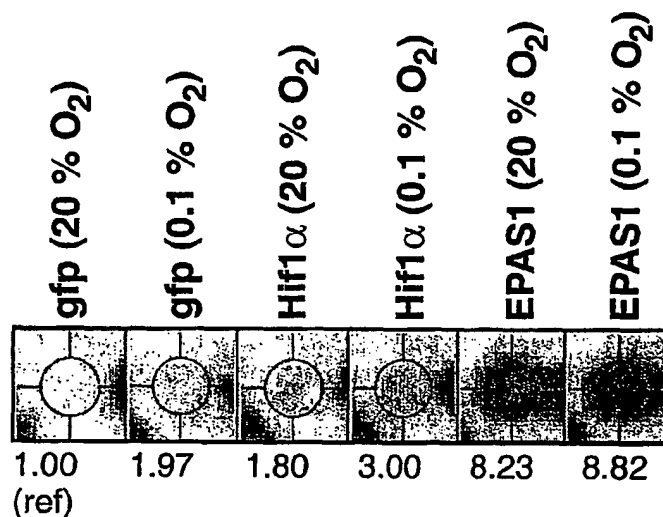 gfp (20 % O2)
gfp (0.1 % O2)
Hif1α (20 % O2)
Hif1α (0.1 % O2)
EPAS1 (20 % O2)
EPAS1 (0.1 % O2)
1.00 1.97 1.80 3.00 8.23 8.82
(ref)